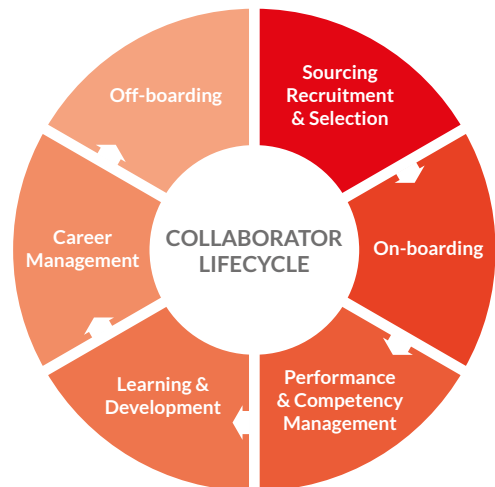 Sourcing
Recruitment
& Selection
On-boarding
Performance
& Competency
Management
Learning &
Development
Career
Management
Off-boarding
COLLABORATOR
LIFECYCLE